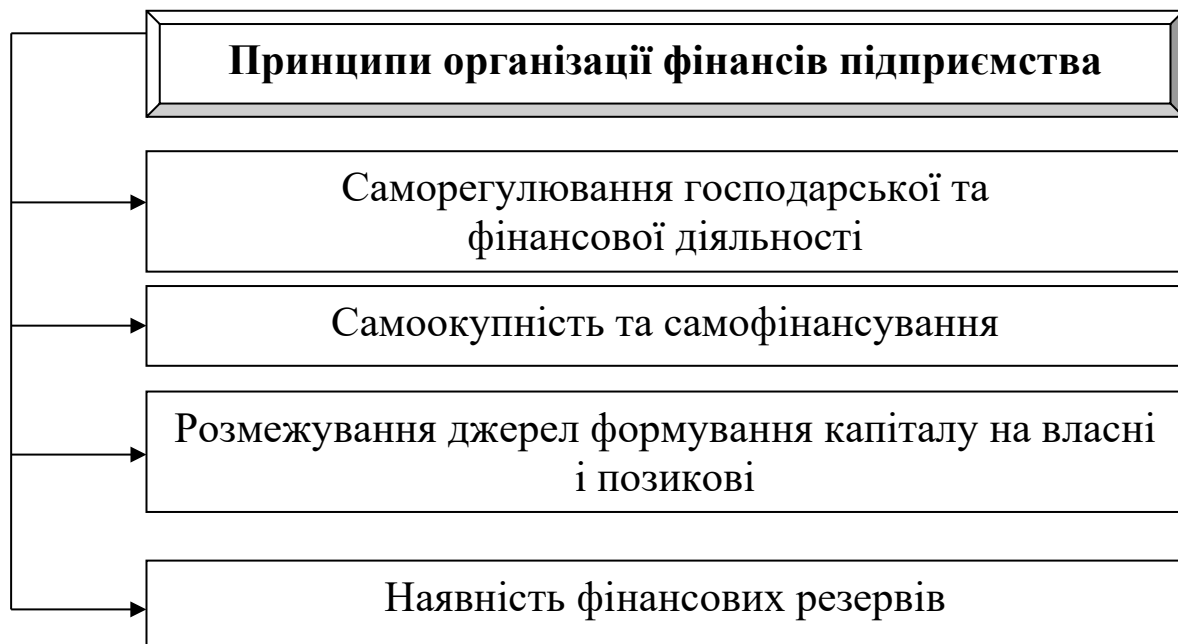 Принципи організації фінансів підприємства
Саморегулювання господарської та
фінансової діяльності
Самоокупність та самофінансування
Розмежування джерел формування капіталу на власні
і позикові
Наявність фінансових резервів